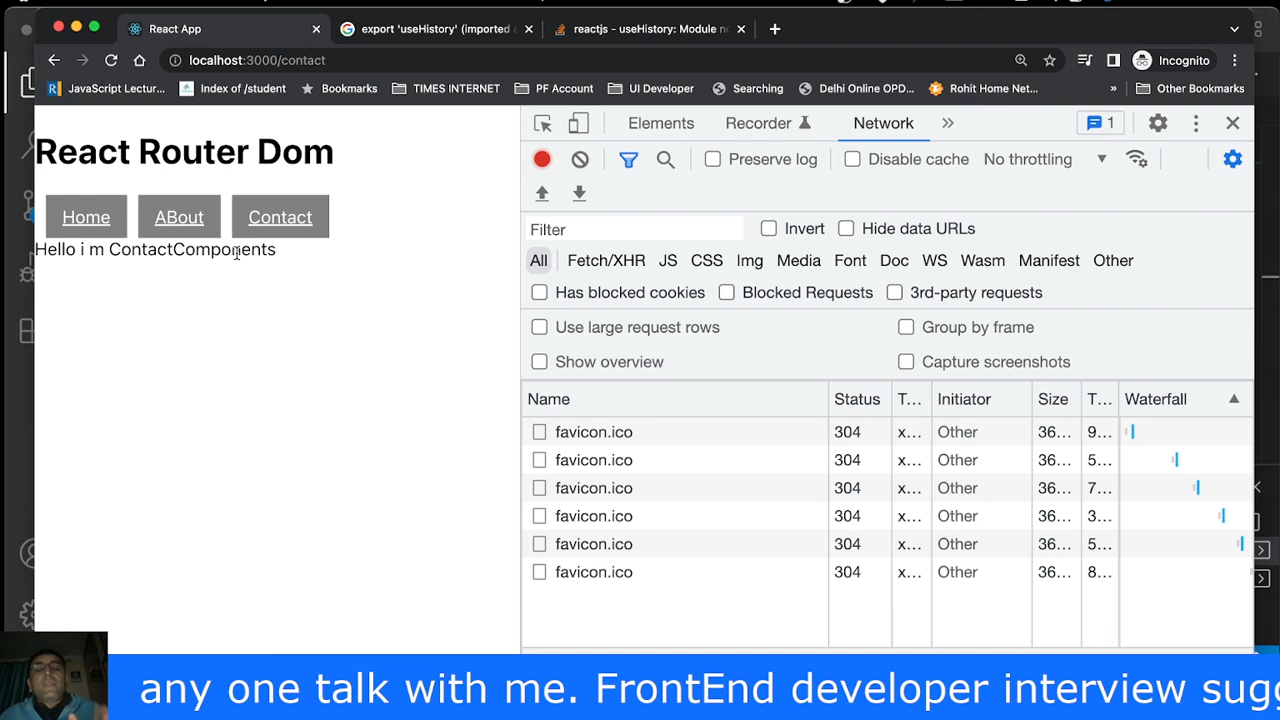 React App
export 'useHistory' (imported a
reactjs - useHistory: Module no
localhost:3000/contact
Incognito
JavaScript Lectur...
Index of /student
Bookmarks
TIMES INTERNET
PF Account
UI Developer
Searching
Delhi Online OPD...
Rohit Home Net...
»
Other Bookmarks
React Router Dom
Home
ABout
Contact
Hello i m ContactComponents
Elements
Recorder
Network
»
1
Preserve log
Disable cache
No throttling
Filter
Invert
Hide data URLs
All
Fetch/XHR
JS
CSS
Img
Media
Font
Doc
WS
Wasm
Manifest
Other
Has blocked cookies
Blocked Requests
3rd-party requests
Use large request rows
Group by frame
Show overview
Capture screenshots
Name Status T... Initiator Size T... Waterfall
favicon.ico 304 x... Other 36... 9...
favicon.ico 304 x... Other 36... 5...
favicon.ico 304 x... Other 36... 7...
favicon.ico 304 x... Other 36... 3...
favicon.ico 304 x... Other 36... 5...
favicon.ico 304 x... Other 36... 8...
any one talk with me. FrontEnd developer interview sugg